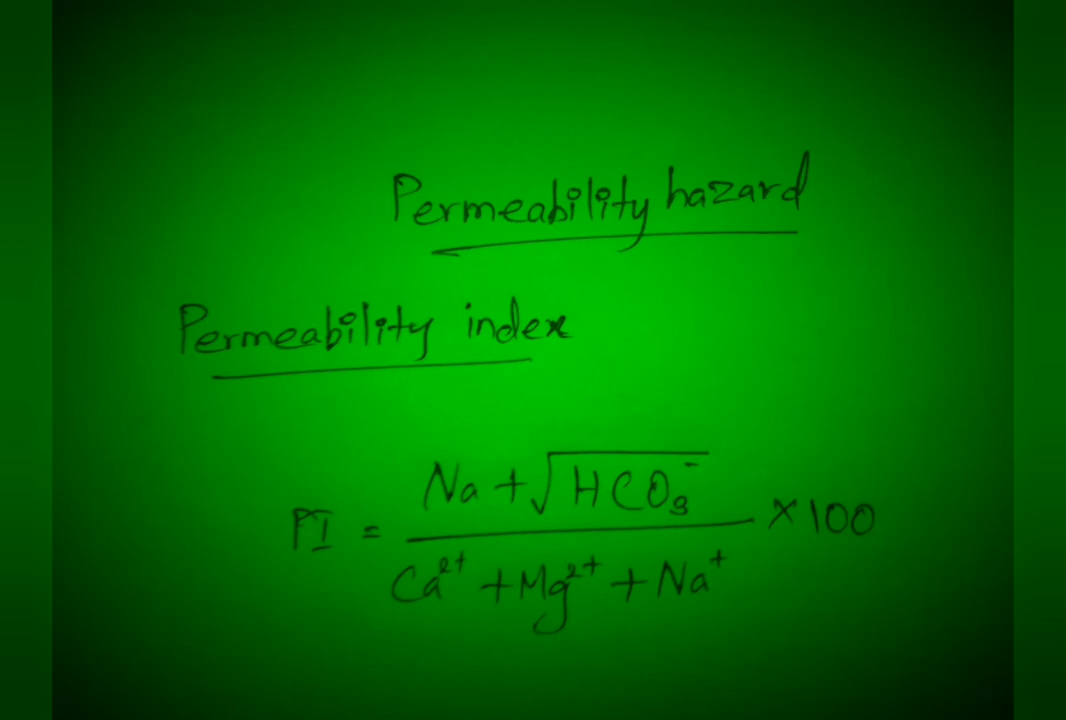 Permeability hazard
Permeability index
PI = Na + √HCO₃⁻ / Ca²⁺ + Mg²⁺ + Na⁺ × 100